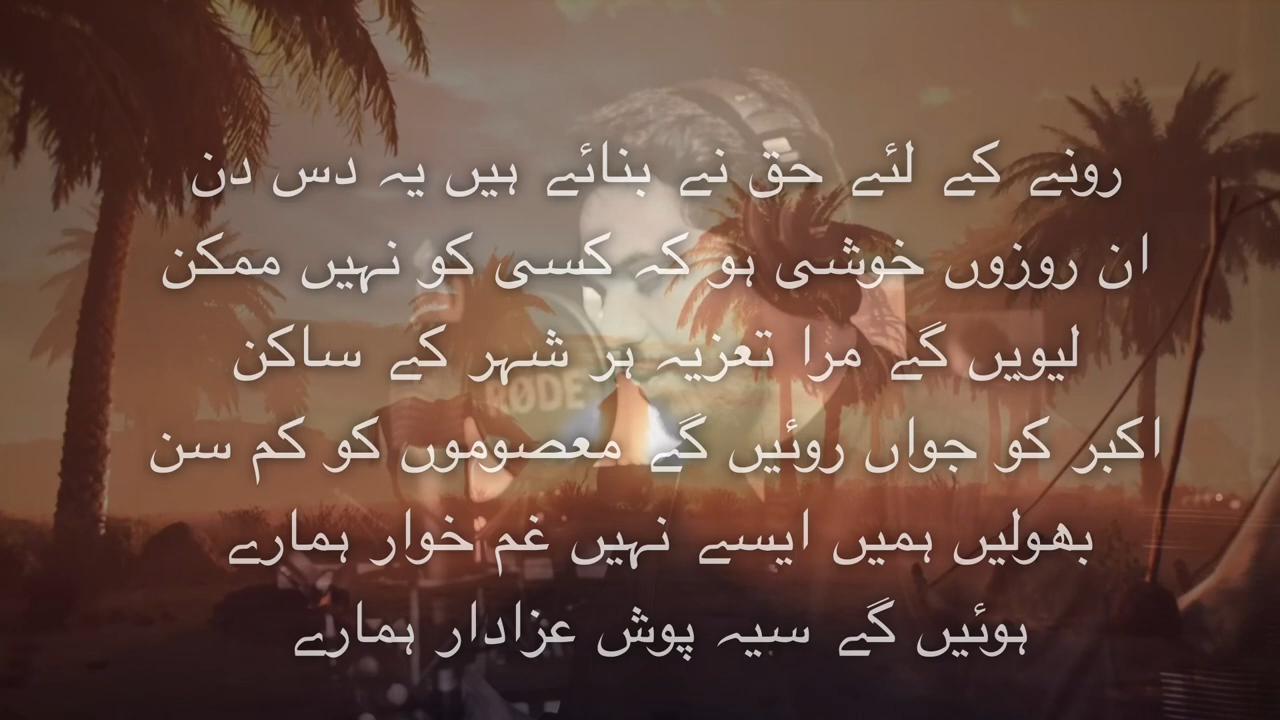 رونے کے لئے حق نے بنائے ہیں یہ دس دن
ان روزوں خوشی ہو کہ کسی کو نہیں ممکن
لیویں گے مرا تعزیہ ہر شہر کے ساکن
RØDE
اکبر کو جواں روئیں گے معصوموں کو کم سن
بھولیں ہمیں ایسے نہیں غم خوار ہمارے
ہوئیں گے سیہ پوش عزادار ہمارے